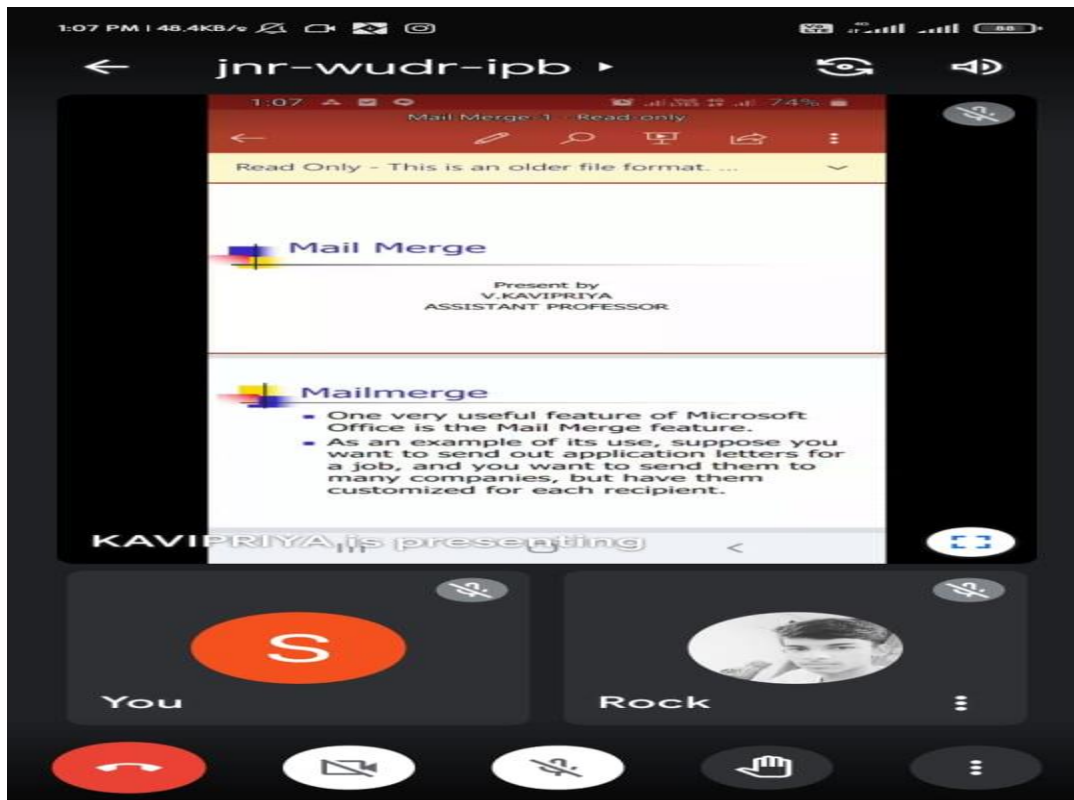 1:07 PM | 48.4KB/s
88
jnr-wudr-ipb
1:07 74%
Mail Merge-1 - Read-only
Read Only - This is an older file format. ...
Mail Merge
Present by
V.KAVIPRIYA
ASSISTANT PROFESSOR
Mailmerge
▪ One very useful feature of Microsoft
Office is the Mail Merge feature.
▪ As an example of its use, suppose you
want to send out application letters for
a job, and you want to send them to
many companies, but have them
customized for each recipient.
KAVIPRIYA is presenting
S
You
Rock